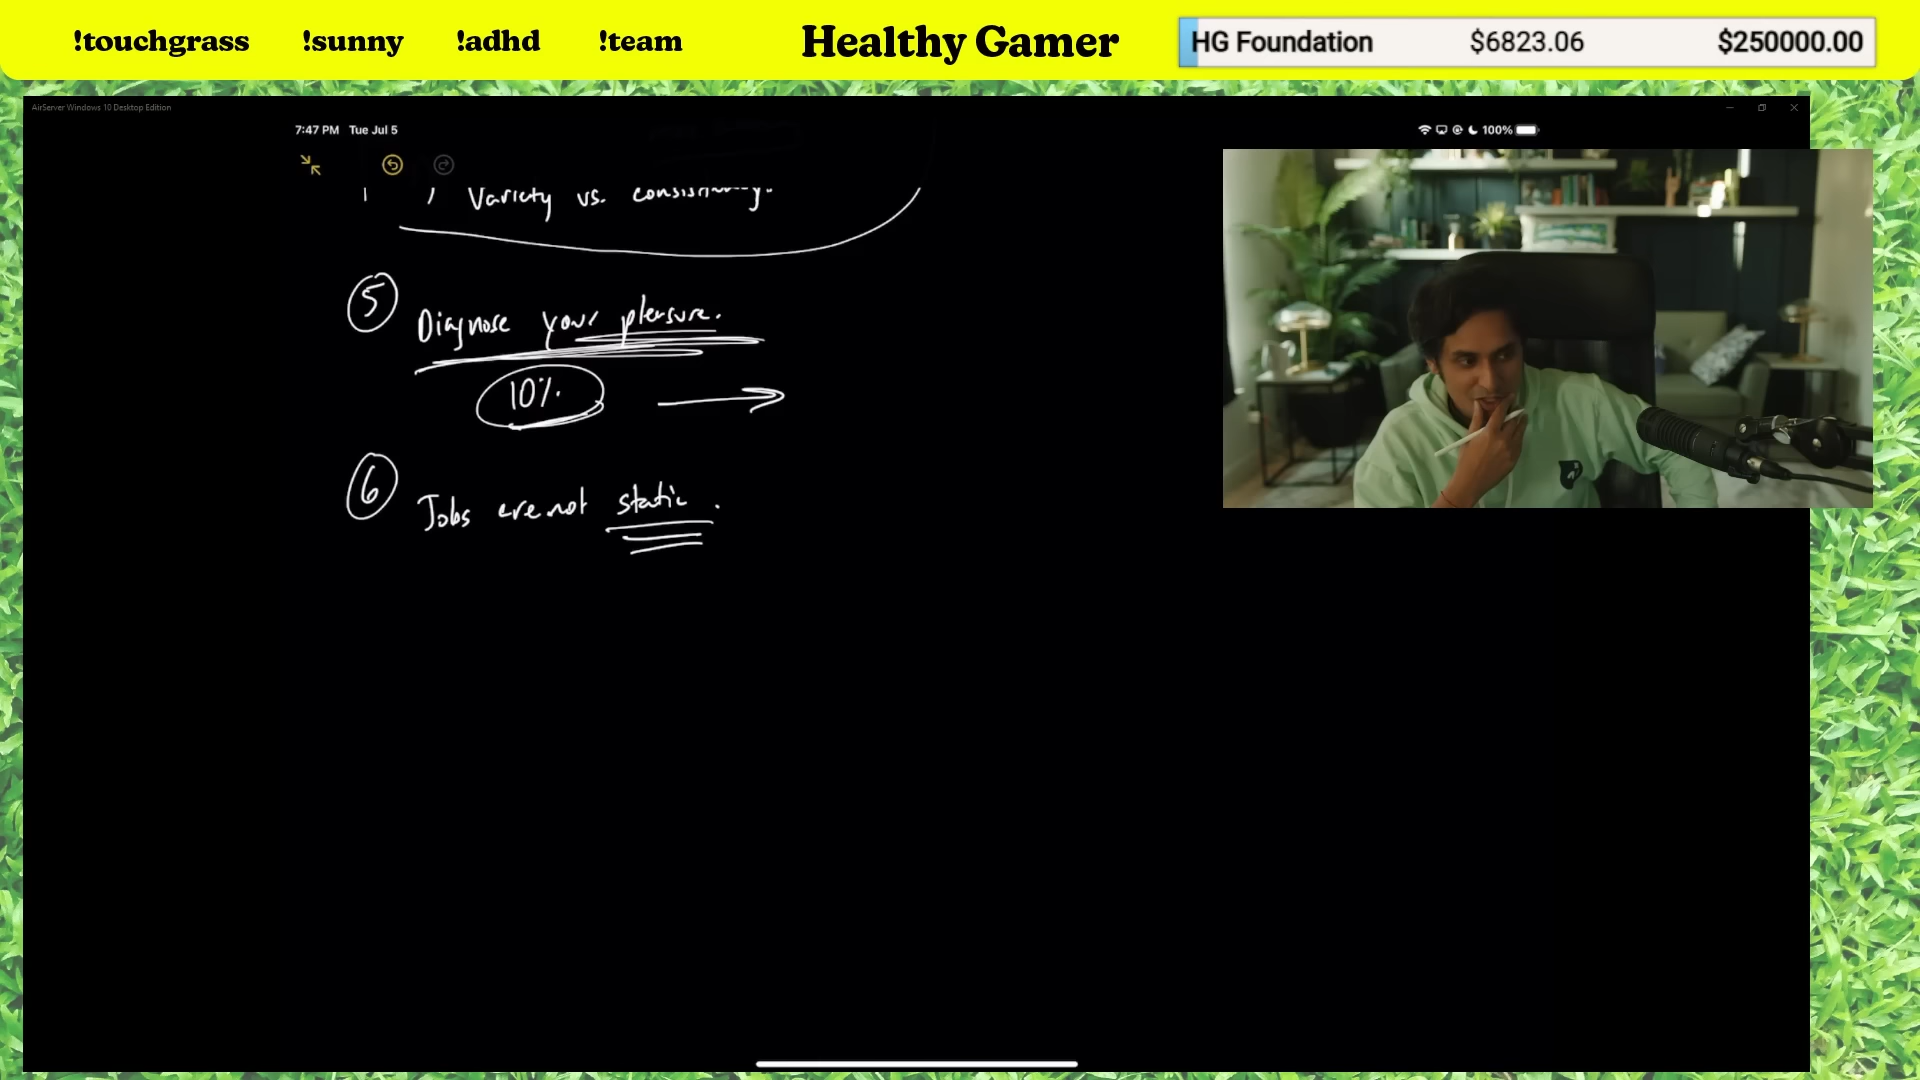 !touchgrass !sunny !adhd !team Healthy Gamer HG Foundation $6823.06 $250000.00
AirServer Windows 10 Desktop Edition
7:47 PM Tue Jul 5 100%
) Variety vs. consistency.
5 Diagnose your pleasure.
10%
6 Jobs are not static.